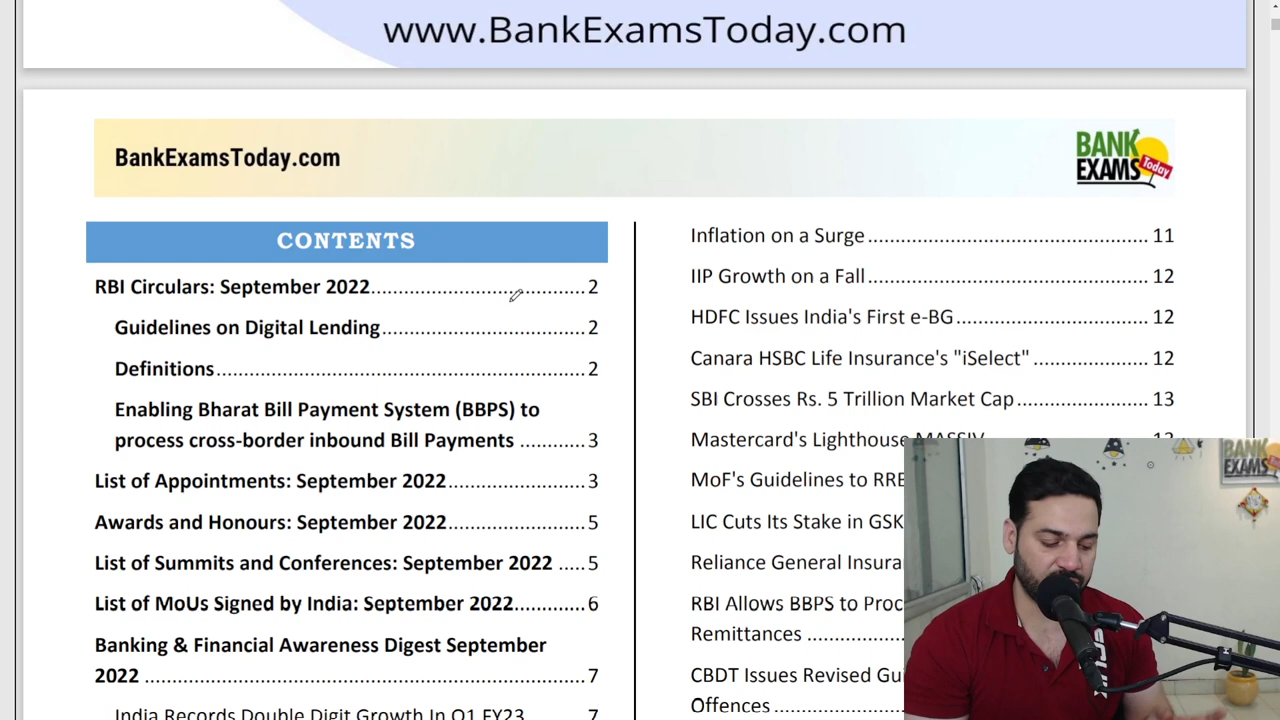 www.BankExamsToday.com
BankExamsToday.com
BANK
EXAMS
Today
CONTENTS
RBI Circulars: September 2022 2
Guidelines on Digital Lending 2
Definitions 2
Enabling Bharat Bill Payment System (BBPS) to
process cross-border inbound Bill Payments 3
List of Appointments: September 2022 3
Awards and Honours: September 2022 5
List of Summits and Conferences: September 2022 5
List of MoUs Signed by India: September 2022 6
Banking & Financial Awareness Digest September
2022 7
India Records Double Digit Growth In Q1 FY23 7
Inflation on a Surge 11
IIP Growth on a Fall 12
HDFC Issues India's First e-BG 12
Canara HSBC Life Insurance's "iSelect" 12
SBI Crosses Rs. 5 Trillion Market Cap 13
Mastercard's Lighthouse MASSIV
MoF's Guidelines to RRB
LIC Cuts Its Stake in GSK
Reliance General Insura
RBI Allows BBPS to Proc
Remittances
CBDT Issues Revised Gu
Offences
BANK
EXAMS